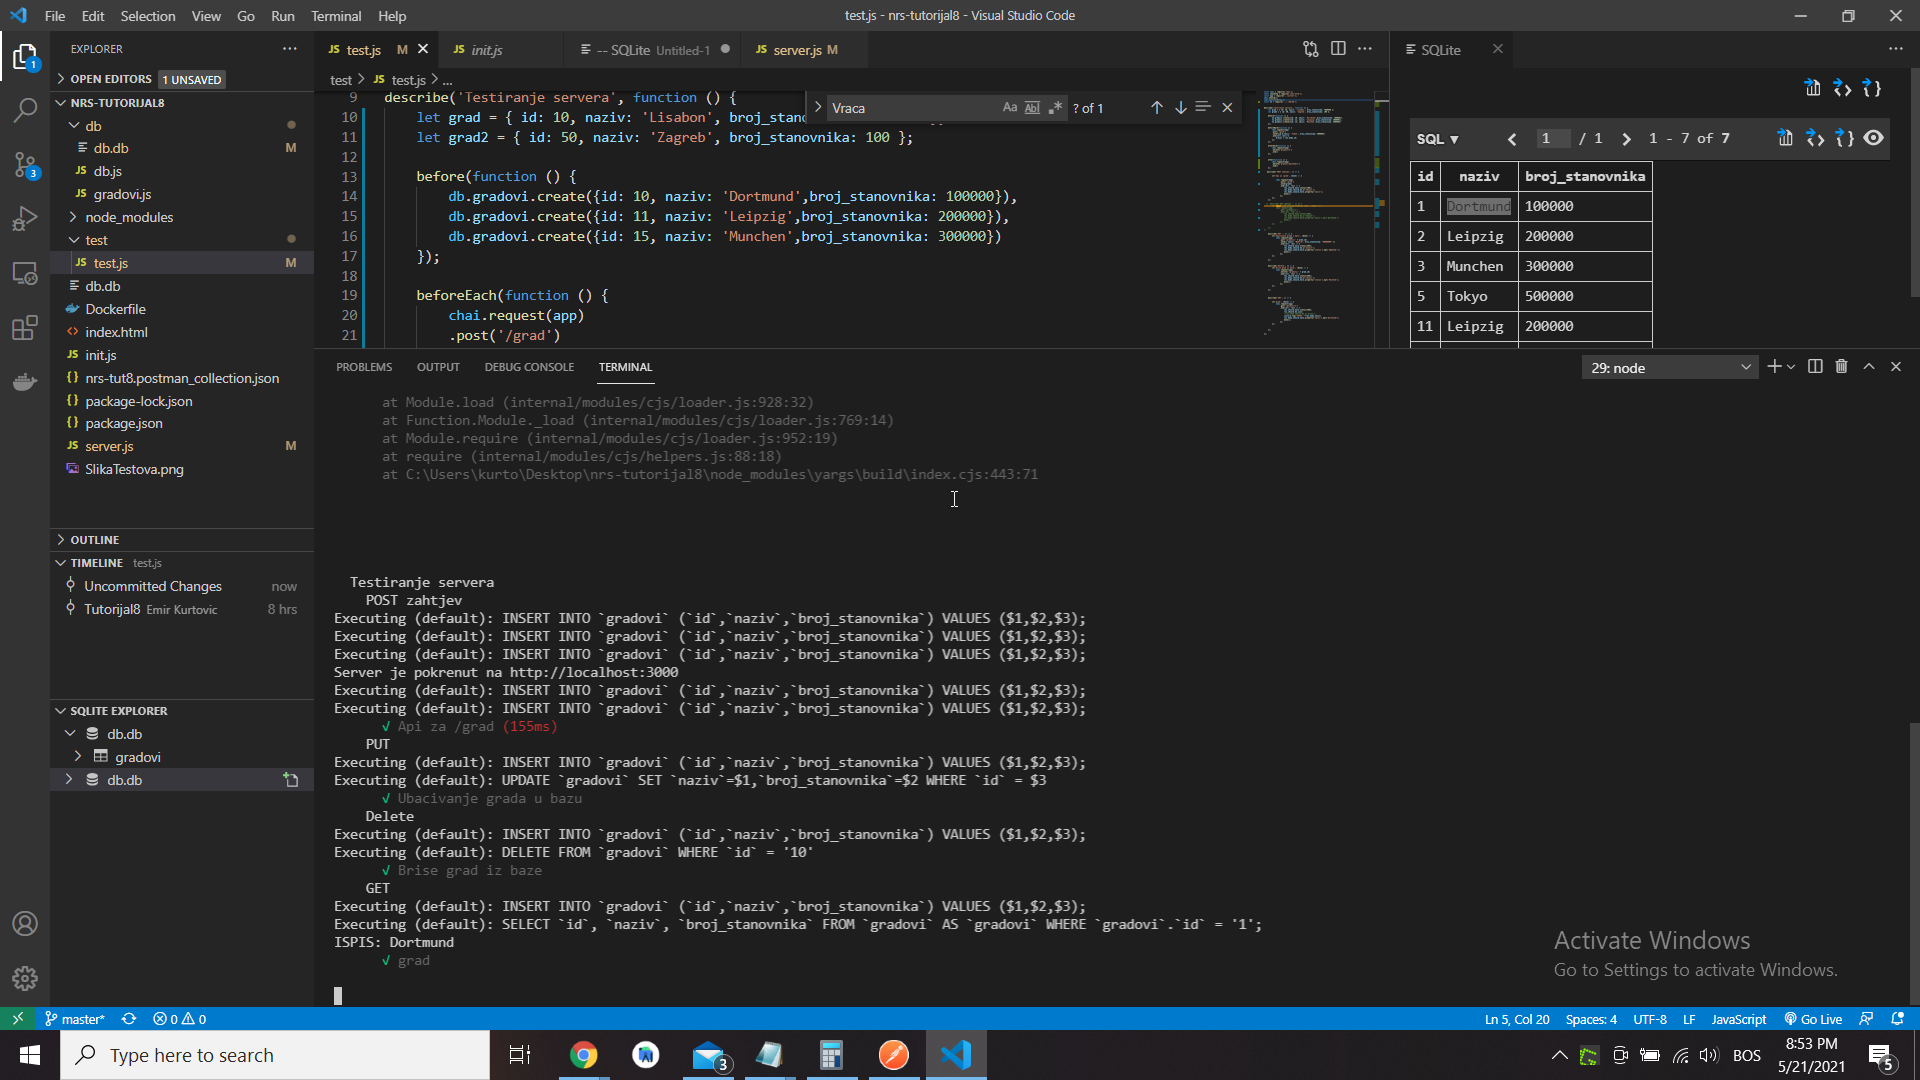 File Edit Selection View Go Run Terminal Help
test.js - nrs-tutorijal8 - Visual Studio Code
EXPLORER
OPEN EDITORS 1 UNSAVED
NRS-TUTORIJAL8
db
db.db M
db.js
gradovi.js
node_modules
test
test.js M
db.db
Dockerfile
index.html
init.js
nrs-tut8.postman_collection.json
package-lock.json
package.json
server.js M
SlikaTestova.png
OUTLINE
TIMELINE test.js
Uncommitted Changes now
Tutorijal8 Emir Kurtovic 8 hrs
SQLITE EXPLORER
db.db
gradovi
db.db
test.js M
init.js
-- SQLite Untitled-1
server.js M
test > JS test.js > ...
Vraca
Aa
? of 1
9 describe('Testiranje servera', function () {
10 let grad = { id: 10, naziv: 'Lisabon', broj_stano
11 let grad2 = { id: 50, naziv: 'Zagreb', broj_stanovnika: 100 };
12
13 before(function () {
14 db.gradovi.create({id: 10, naziv: 'Dortmund',broj_stanovnika: 100000}),
15 db.gradovi.create({id: 11, naziv: 'Leipzig',broj_stanovnika: 200000}),
16 db.gradovi.create({id: 15, naziv: 'Munchen',broj_stanovnika: 300000})
17 });
18
19 beforeEach(function () {
20 chai.request(app)
21 .post('/grad')
SQLite
SQL 1 / 1 1 - 7 of 7
id naziv broj_stanovnika
1 Dortmund 100000
2 Leipzig 200000
3 Munchen 300000
5 Tokyo 500000
11 Leipzig 200000
PROBLEMS OUTPUT DEBUG CONSOLE TERMINAL
29: node
at Module.load (internal/modules/cjs/loader.js:928:32)
at Function.Module._load (internal/modules/cjs/loader.js:769:14)
at Module.require (internal/modules/cjs/loader.js:952:19)
at require (internal/modules/cjs/helpers.js:88:18)
at C:\Users\kurto\Desktop\nrs-tutorijal8\node_modules\yargs\build\index.cjs:443:71
Testiranje servera
POST zahtjev
Executing (default): INSERT INTO `gradovi` (`id`,`naziv`,`broj_stanovnika`) VALUES ($1,$2,$3);
Executing (default): INSERT INTO `gradovi` (`id`,`naziv`,`broj_stanovnika`) VALUES ($1,$2,$3);
Executing (default): INSERT INTO `gradovi` (`id`,`naziv`,`broj_stanovnika`) VALUES ($1,$2,$3);
Server je pokrenut na http://localhost:3000
Executing (default): INSERT INTO `gradovi` (`id`,`naziv`,`broj_stanovnika`) VALUES ($1,$2,$3);
Executing (default): INSERT INTO `gradovi` (`id`,`naziv`,`broj_stanovnika`) VALUES ($1,$2,$3);
√ Api za /grad (155ms)
PUT
Executing (default): INSERT INTO `gradovi` (`id`,`naziv`,`broj_stanovnika`) VALUES ($1,$2,$3);
Executing (default): UPDATE `gradovi` SET `naziv`=$1,`broj_stanovnika`=$2 WHERE `id` = $3
√ Ubacivanje grada u bazu
Delete
Executing (default): INSERT INTO `gradovi` (`id`,`naziv`,`broj_stanovnika`) VALUES ($1,$2,$3);
Executing (default): DELETE FROM `gradovi` WHERE `id` = '10'
√ Brise grad iz baze
GET
Executing (default): INSERT INTO `gradovi` (`id`,`naziv`,`broj_stanovnika`) VALUES ($1,$2,$3);
Executing (default): SELECT `id`, `naziv`, `broj_stanovnika` FROM `gradovi` AS `gradovi` WHERE `gradovi`.`id` = '1';
ISPIS: Dortmund
√ grad
Activate Windows
Go to Settings to activate Windows.
master* 0 0
Ln 5, Col 20 Spaces: 4 UTF-8 LF JavaScript Go Live
Type here to search
3
BOS
8:53 PM
5/21/2021
5